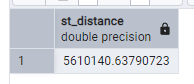 st_distance
double precision
1
5610140.63790723